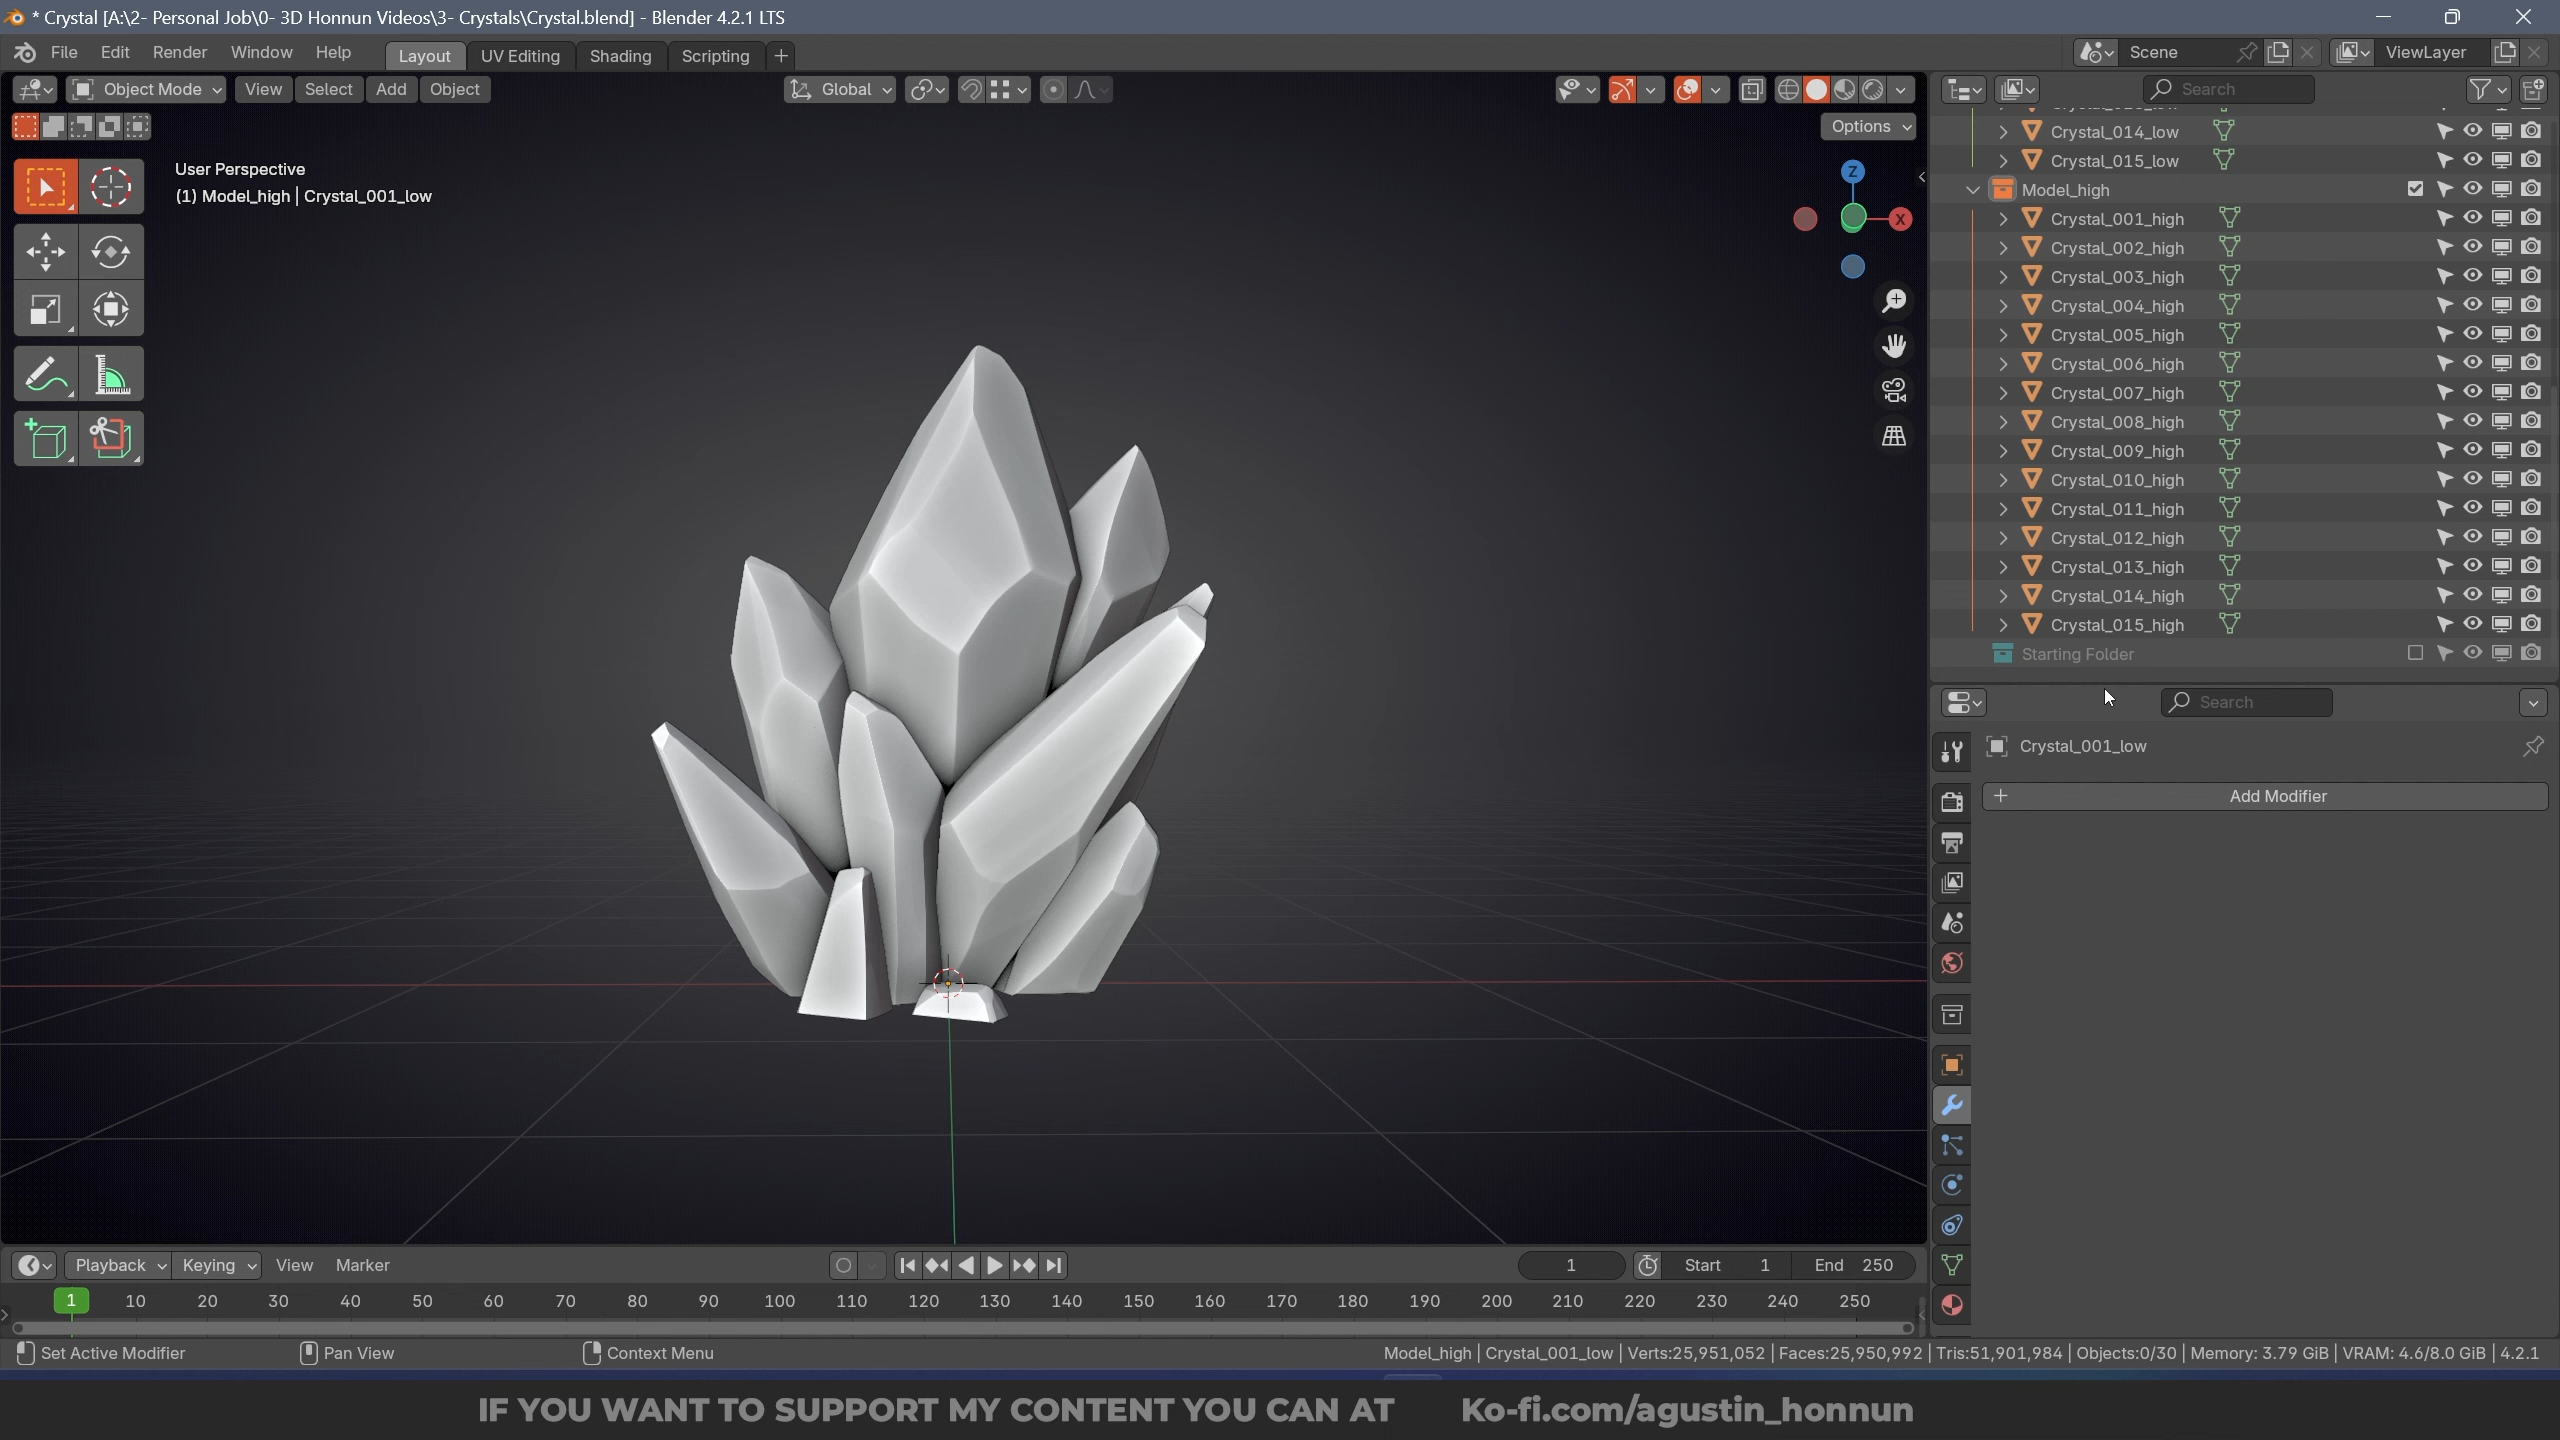 * Crystal [A:\2- Personal Job\0- 3D Honnun Videos\3- Crystals\Crystal.blend] - Blender 4.2.1 LTS
File Edit Render Window Help Layout UV Editing Shading Scripting + Scene ViewLayer
Object Mode View Select Add Object Global Search
Options
User Perspective
(1) Model_high | Crystal_001_low
Z
X
Crystal_014_low
Crystal_015_low
Model_high
Crystal_001_high
Crystal_002_high
Crystal_003_high
Crystal_004_high
Crystal_005_high
Crystal_006_high
Crystal_007_high
Crystal_008_high
Crystal_009_high
Crystal_010_high
Crystal_011_high
Crystal_012_high
Crystal_013_high
Crystal_014_high
Crystal_015_high
Starting Folder
Search
Crystal_001_low
+ Add Modifier
Playback Keying View Marker 1 Start 1 End 250
1 10 20 30 40 50 60 70 80 90 100 110 120 130 140 150 160 170 180 190 200 210 220 230 240 250
Set Active Modifier Pan View Context Menu Model_high | Crystal_001_low | Verts:25,951,052 | Faces:25,950,992 | Tris:51,901,984 | Objects:0/30 | Memory: 3.79 GiB | VRAM: 4.6/8.0 GiB | 4.2.1
IF YOU WANT TO SUPPORT MY CONTENT YOU CAN AT Ko-fi.com/agustin_honnun